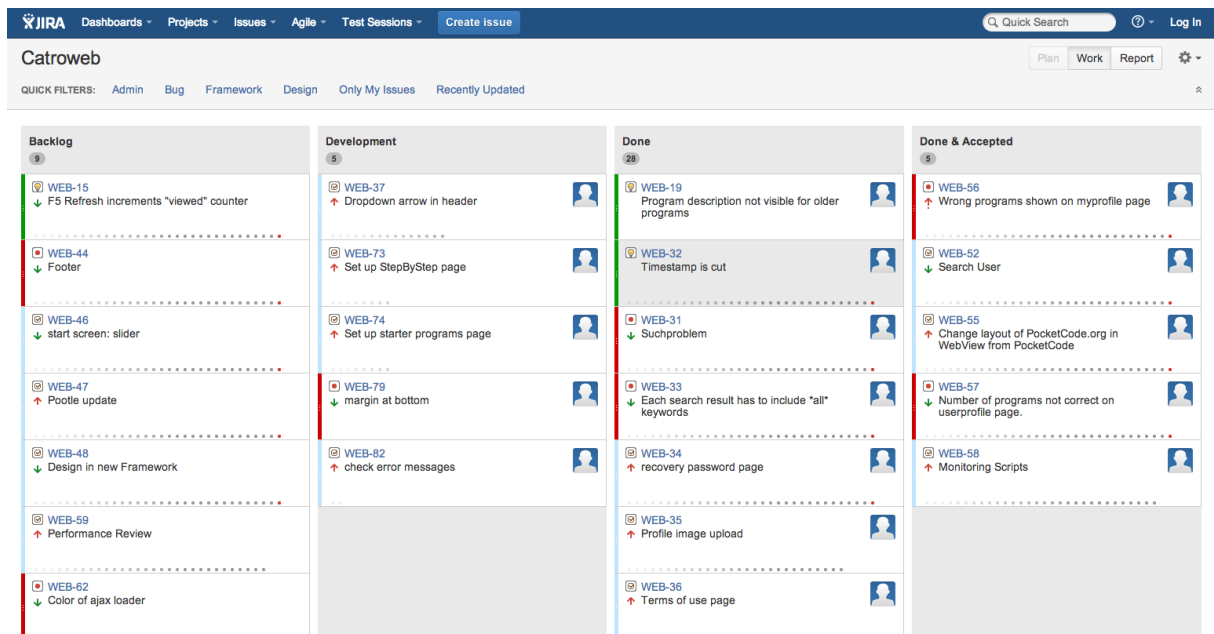 JIRA Dashboards Projects Issues Agile Test Sessions Create issue Quick Search Log In
Catroweb Plan Work Report
QUICK FILTERS: Admin Bug Framework Design Only My Issues Recently Updated
Backlog
9
WEB-15
F5 Refresh increments "viewed" counter
WEB-44
Footer
WEB-46
start screen: slider
WEB-47
Pootle update
WEB-48
Design in new Framework
WEB-59
Performance Review
WEB-62
Color of ajax loader
Development
5
WEB-37
Dropdown arrow in header
WEB-73
Set up StepByStep page
WEB-74
Set up starter programs page
WEB-79
margin at bottom
WEB-82
check error messages
Done
28
WEB-19
Program description not visible for older
programs
WEB-32
Timestamp is cut
WEB-31
Suchproblem
WEB-33
Each search result has to include *all*
keywords
WEB-34
recovery password page
WEB-35
Profile image upload
WEB-36
Terms of use page
Done & Accepted
5
WEB-56
Wrong programs shown on myprofile page
WEB-52
Search User
WEB-55
Change layout of PocketCode.org in
WebView from PocketCode
WEB-57
Number of programs not correct on
userprofile page.
WEB-58
Monitoring Scripts